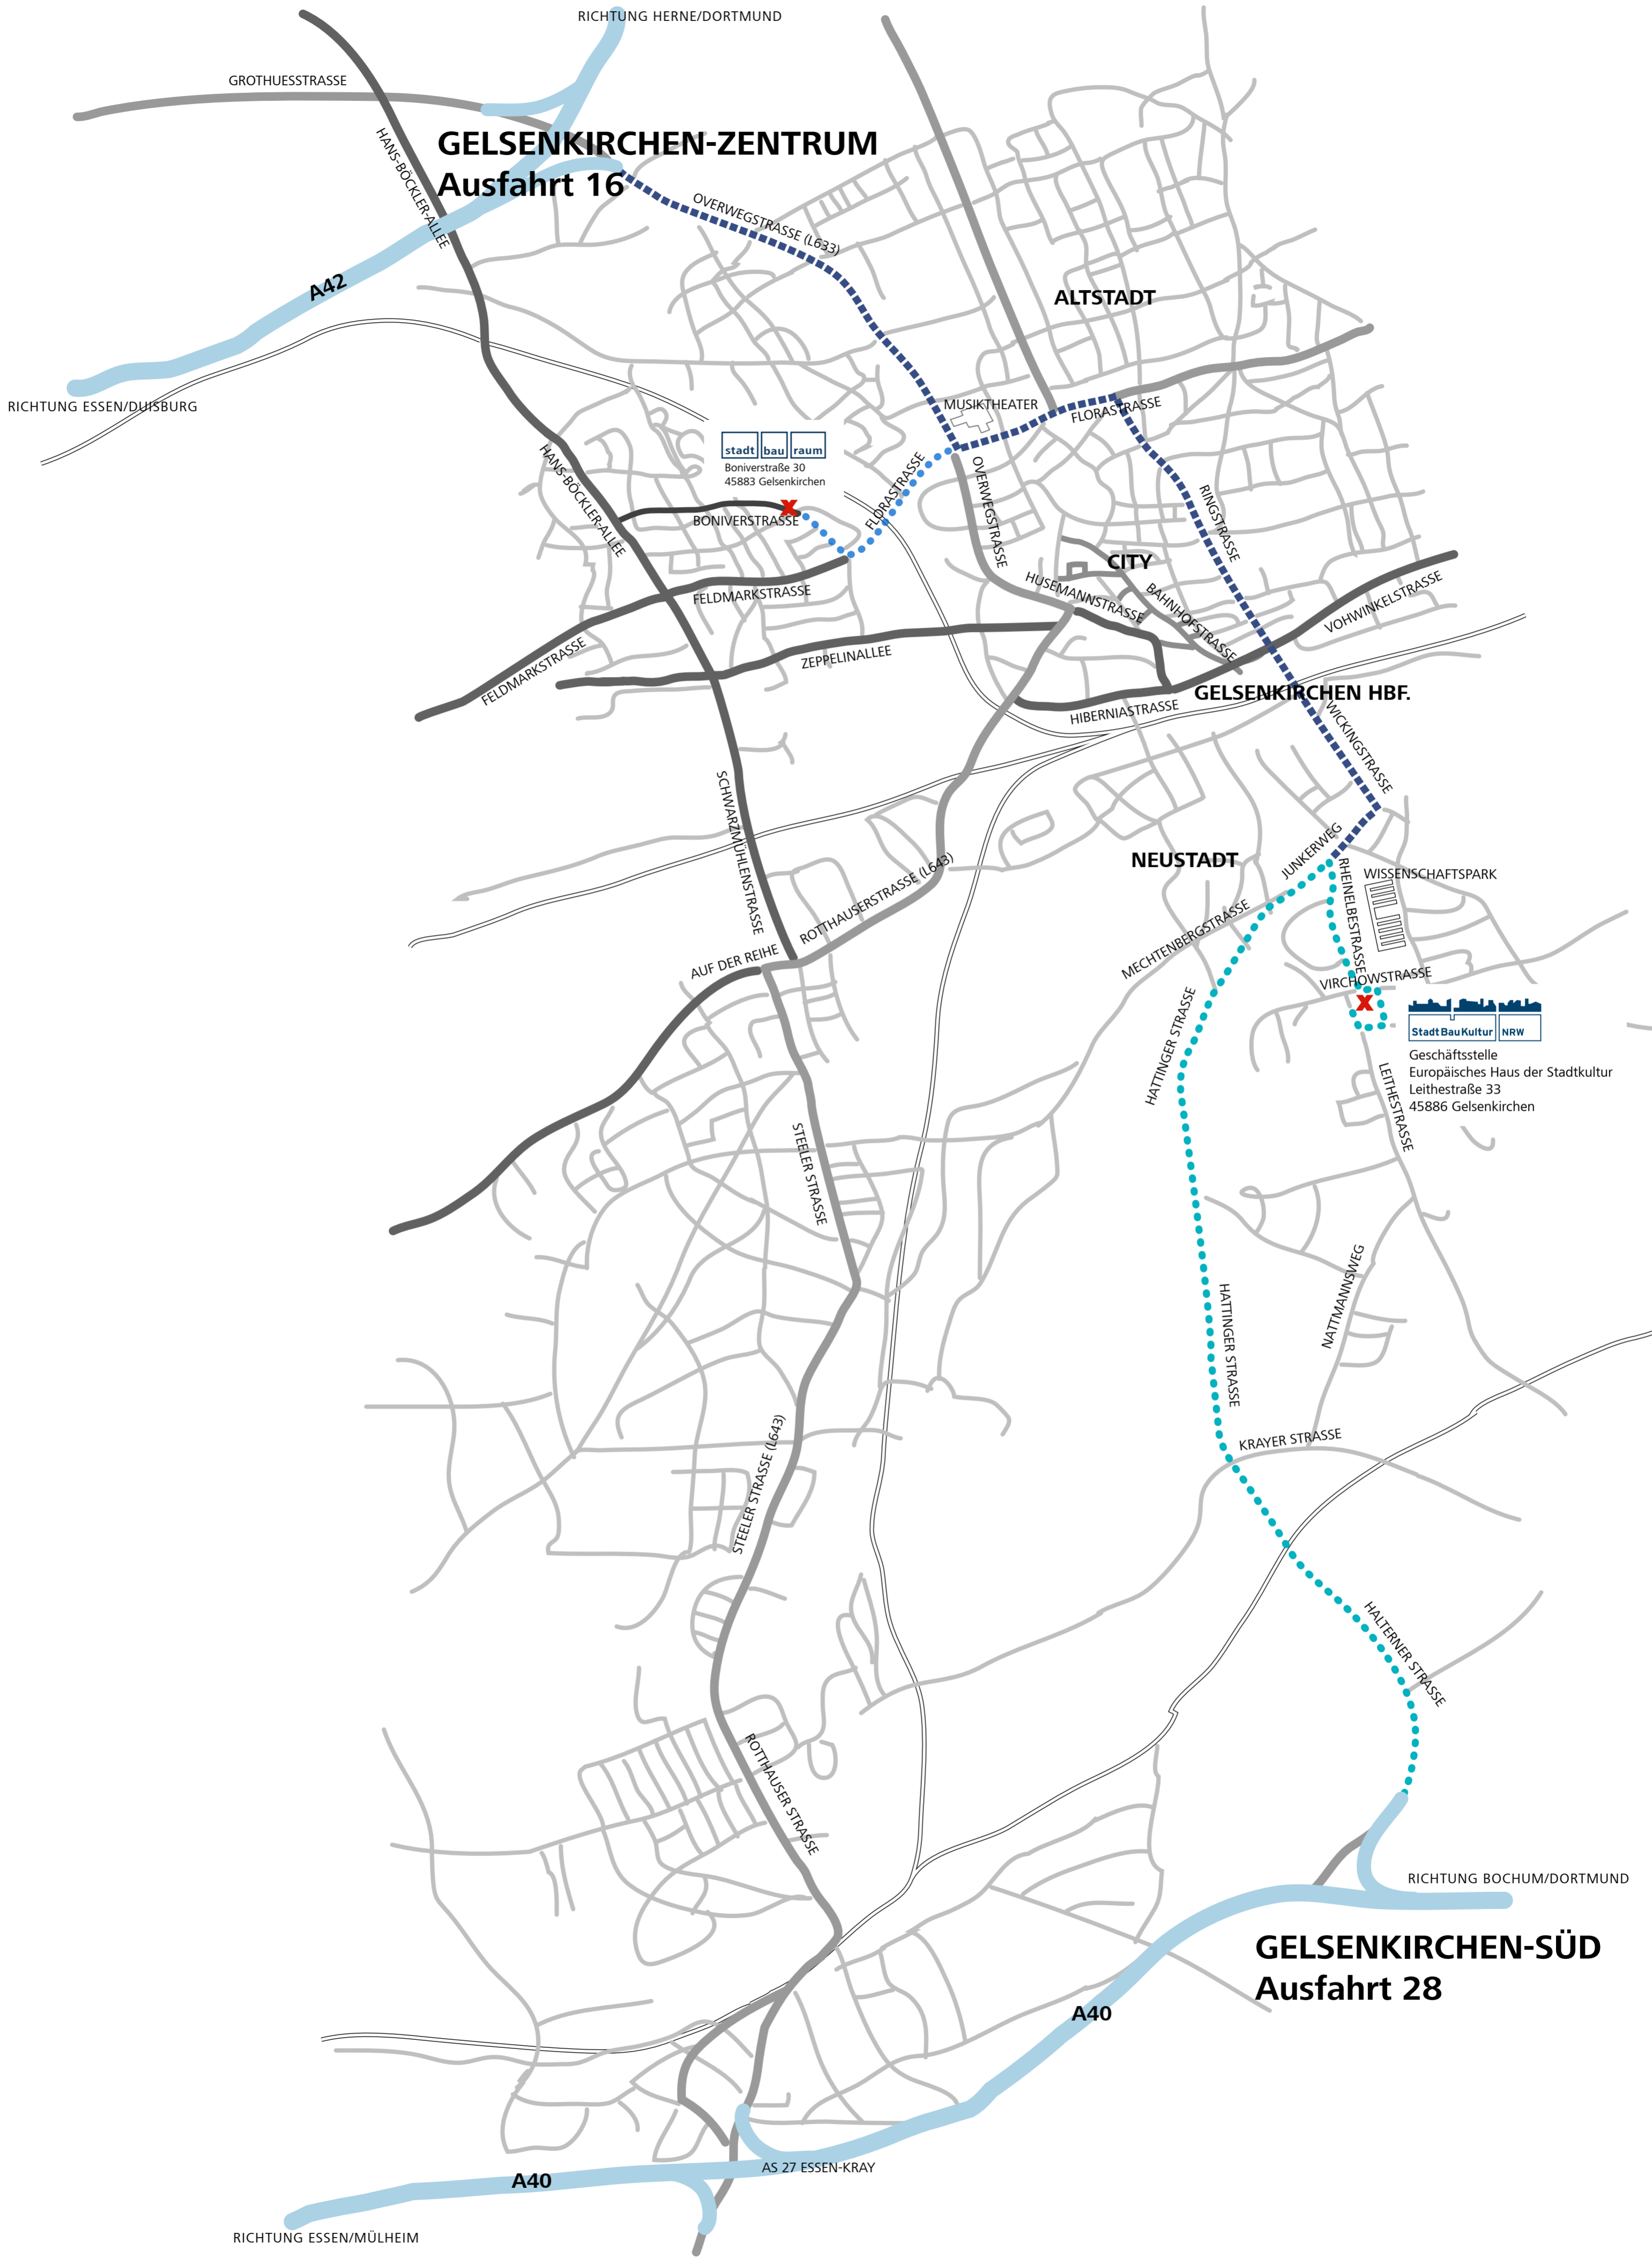 RICHTUNG HERNE/DORTMUND
GROTHUESSTRASSE
GELSENKIRCHEN-ZENTRUM
Ausfahrt 16
HANS-BÖCKLER-ALLEE
OVERWEGSTRASSE (L633)
A42
ALTSTADT
RICHTUNG ESSEN/DUISBURG
MUSIKTHEATER
FLORASTRASSE
stadt bau raum
Boniverstraße 30
45883 Gelsenkirchen
HANS-BÖCKLER-ALLEE
FLORASTRASSE
OVERWEGSTRASSE
RINGSTRASSE
X
BONIVERSTRASSE
CITY
FELDMARKSTRASSE
HUSEMANNSTRASSE
BAHNHOFSTRASSE
VOHWINKELSTRASSE
FELDMARKSTRASSE
ZEPPELINALLEE
GELSENKIRCHEN HBF.
HIBERNIASTRASSE
WICKINGSTRASSE
SCHWARZMÜHLENSTRASSE
NEUSTADT
JUNKERWEG
ROTTHAUSERSTRASSE (L643)
RHEINELBESTRASSE
WISSENSCHAFTSPARK
MECHTENBERGSTRASSE
AUF DER REIHE
VIRCHOWSTRASSE
X
HATTINGER STRASSE
StadtBauKultur NRW
Geschäftsstelle
Europäisches Haus der Stadtkultur
Leithestraße 33
45886 Gelsenkirchen
LEITHESTRASSE
STEELER STRASSE
NATTMANNSWEG
HATTINGER STRASSE
KRAYER STRASSE
STEELER STRASSE (L643)
HALTERNER STRASSE
ROTTHAUSER STRASSE
RICHTUNG BOCHUM/DORTMUND
GELSENKIRCHEN-SÜD
Ausfahrt 28
A40
AS 27 ESSEN-KRAY
A40
RICHTUNG ESSEN/MÜLHEIM